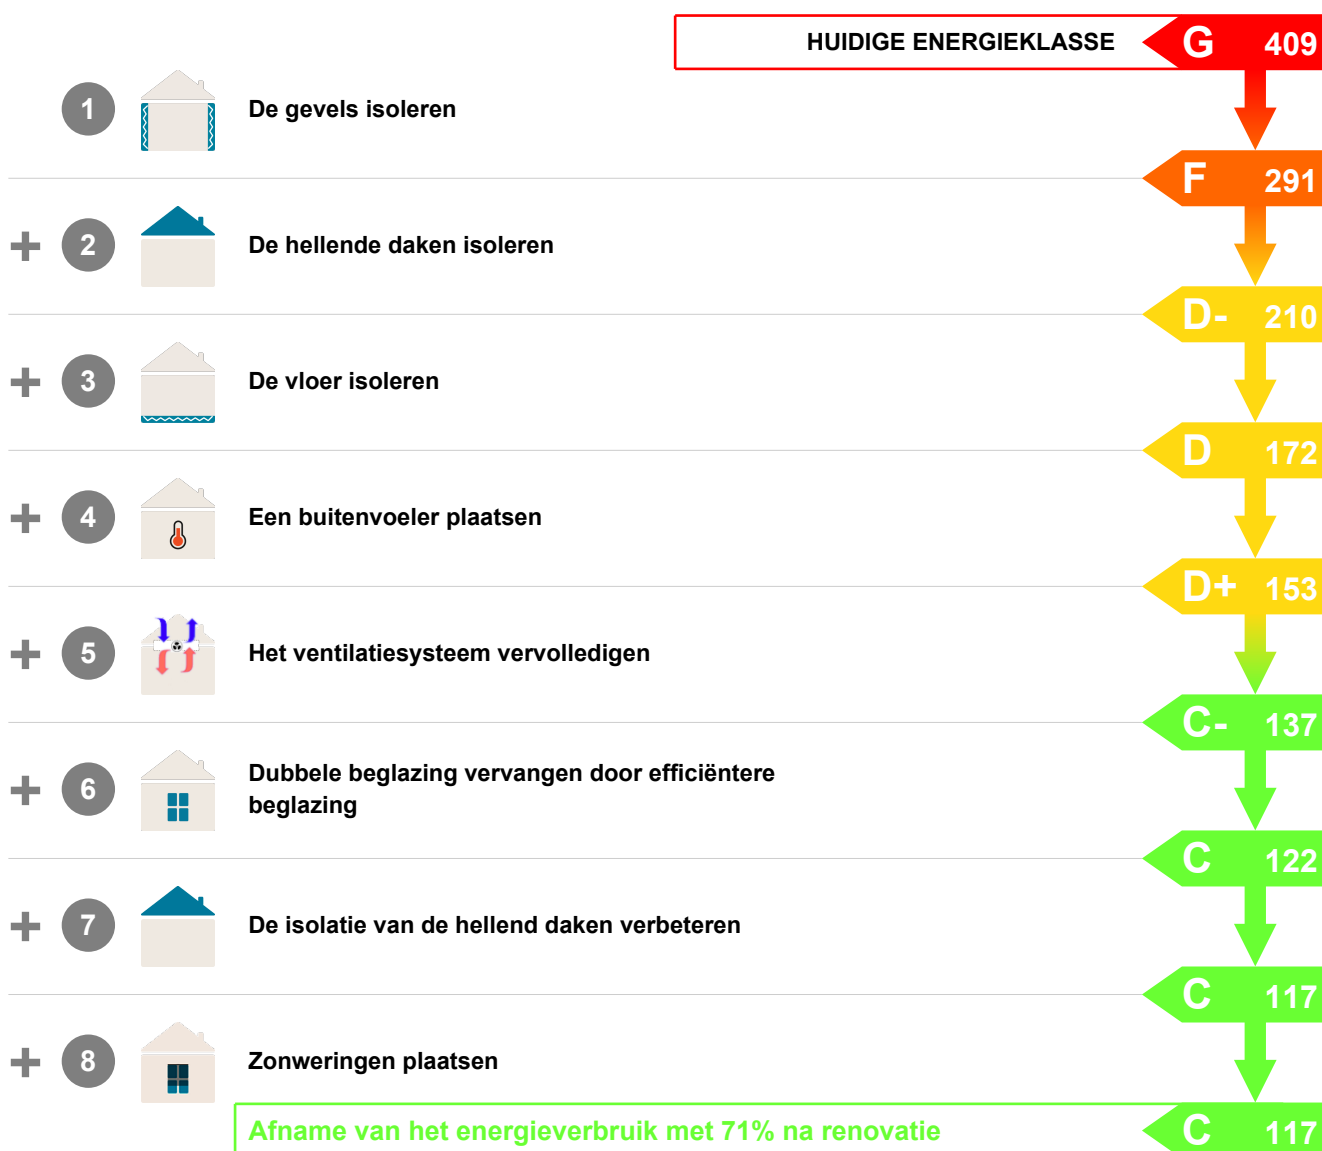 HUIDIGE ENERGIEKLASSE G 409
1 De gevels isoleren
F 291
+ 2 De hellende daken isoleren
D- 210
+ 3 De vloer isoleren
D 172
+ 4 Een buitenvoeler plaatsen
D+ 153
+ 5 Het ventilatiesysteem vervolledigen
C- 137
+ 6 Dubbele beglazing vervangen door efficiëntere
beglazing
C 122
+ 7 De isolatie van de hellend daken verbeteren
C 117
+ 8 Zonweringen plaatsen
Afname van het energieverbruik met 71% na renovatie C 117